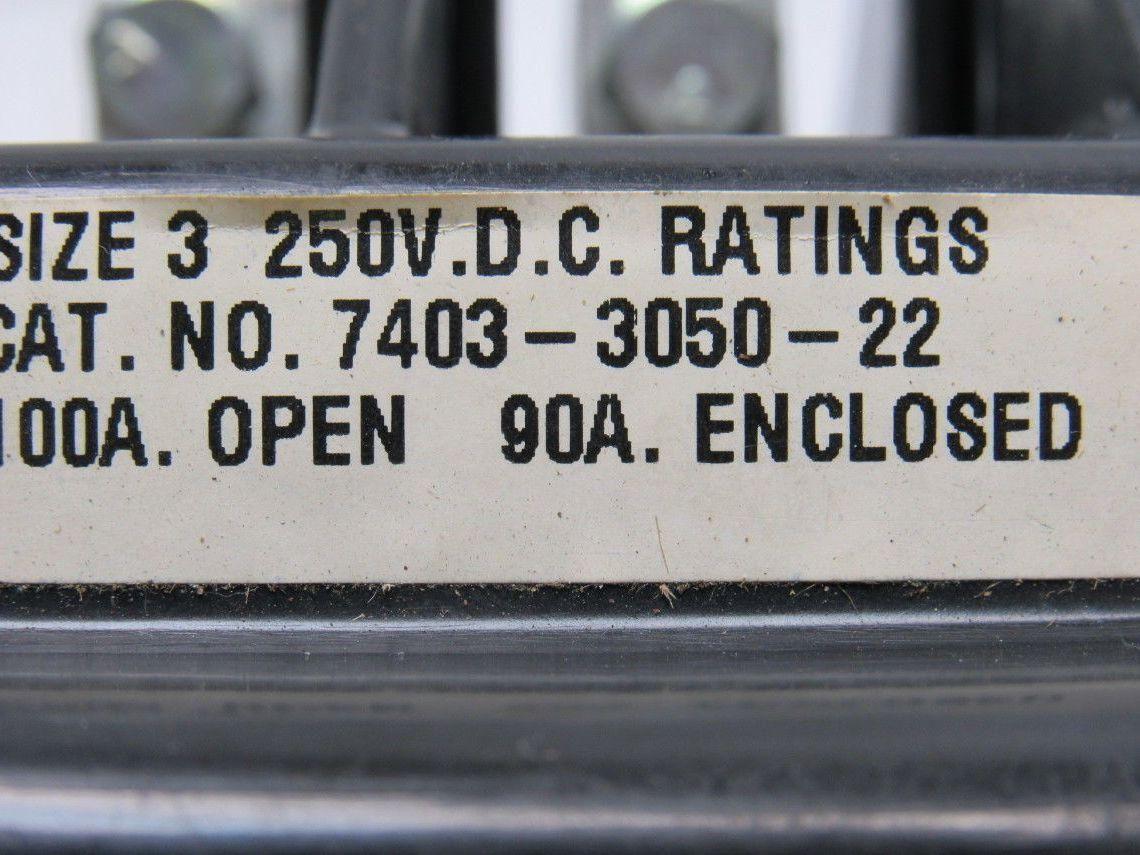 SIZE 3 250V.D.C. RATINGS
CAT. NO. 7403-3050-22
100A. OPEN 90A. ENCLOSED